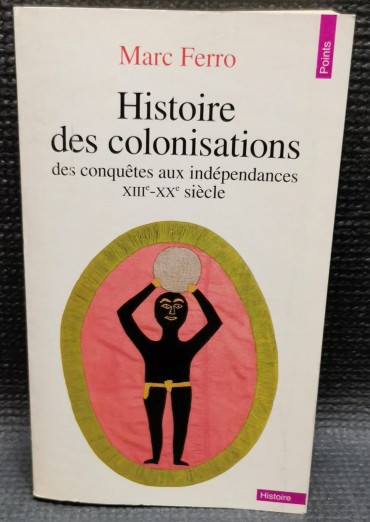 Points
Marc Ferro
Histoire
des colonisations
des conquêtes aux indépendances
XIIIᵉ-XXᵉ siècle
Histoire